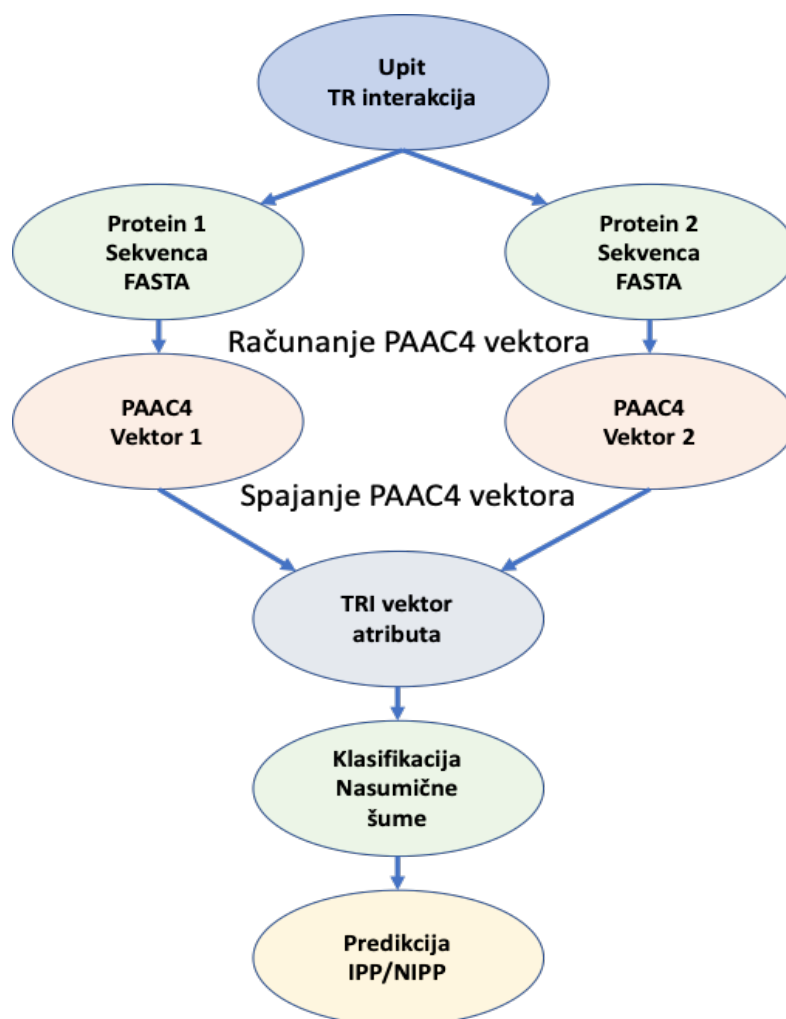 Upit
TR interakcija
Protein 1
Sekvenca
FASTA
Protein 2
Sekvenca
FASTA
Računanje PAAC4 vektora
PAAC4
Vektor 1
PAAC4
Vektor 2
Spajanje PAAC4 vektora
TRI vektor
atributa
Klasifikacija
Nasumične
šume
Predikcija
IPP/NIPP